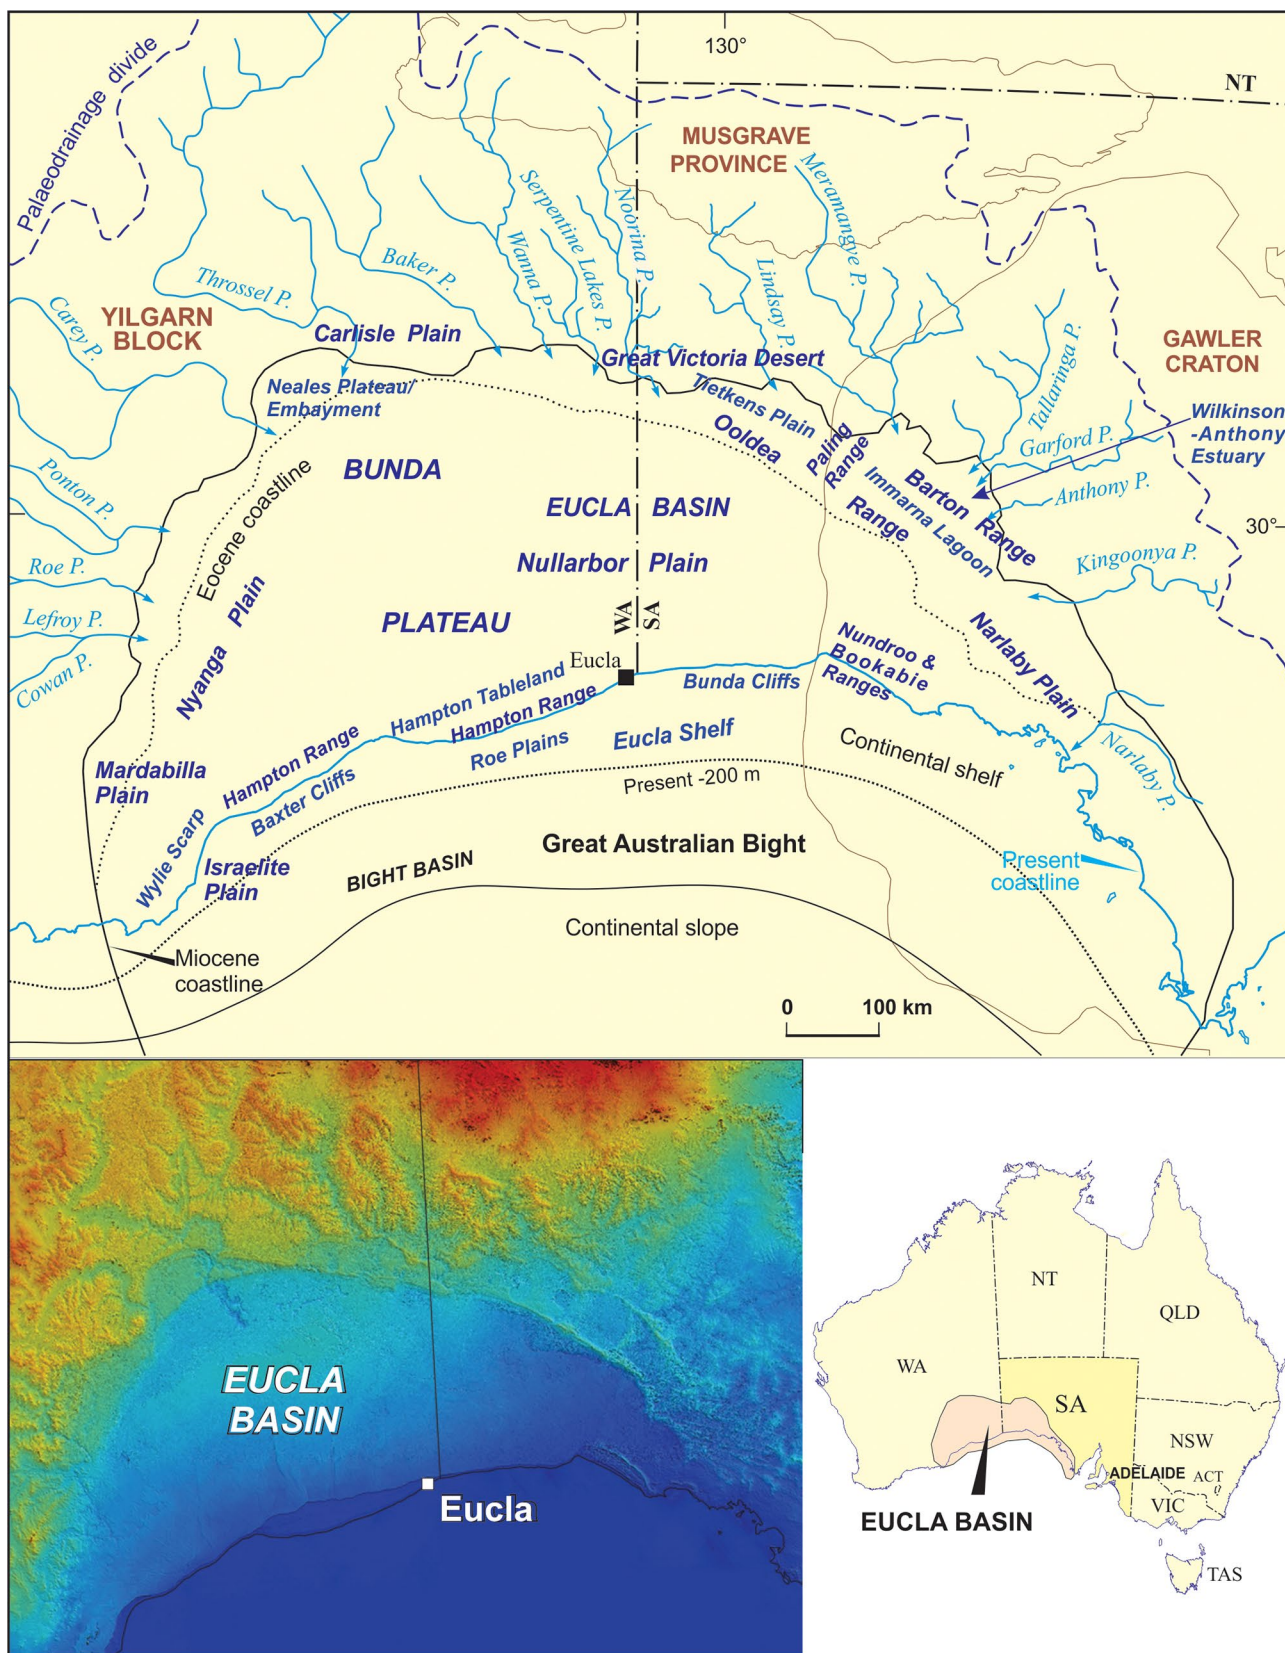 130°
NT
Palaeodrainage divide
MUSGRAVE
PROVINCE
Meramangye P.
Serpentine Lakes P.
Noorina P.
Wanna P.
Baker P.
Lindsay P.
Throssel P.
Carey P.
YILGARN
BLOCK
Carlisle Plain
Great Victoria Desert
Tallaringa P.
GAWLER
CRATON
Neales Plateau/
Embayment
Tietkens Plain
Ooldea
Range
Paling
Range
Wilkinson
-Anthony
Estuary
Garford P.
Anthony P.
Barton Range
Immarna Lagoon
BUNDA
Eocene coastline
Ponton P.
EUCLA BASIN
30°
Nullarbor Plain
Kingoonya P.
Roe P.
Lefroy P.
Cowan P.
Nyanga Plain
PLATEAU
WA
SA
Eucla
Nundroo &
Bookabie
Ranges
Narlaby Plain
Hampton Tableland
Hampton Range
Bunda Cliffs
Roe Plains
Eucla Shelf
Hampton Range
Baxter Cliffs
Mardabilla
Plain
Continental shelf
Narlaby P.
Present -200 m
Wylie Scarp
Israelite
Plain
BIGHT BASIN
Great Australian Bight
Present
coastline
Continental slope
Miocene
coastline
0 100 km
EUCLA
BASIN
Eucla
NT
QLD
WA
SA
NSW
ADELAIDE
ACT
VIC
EUCLA BASIN
TAS